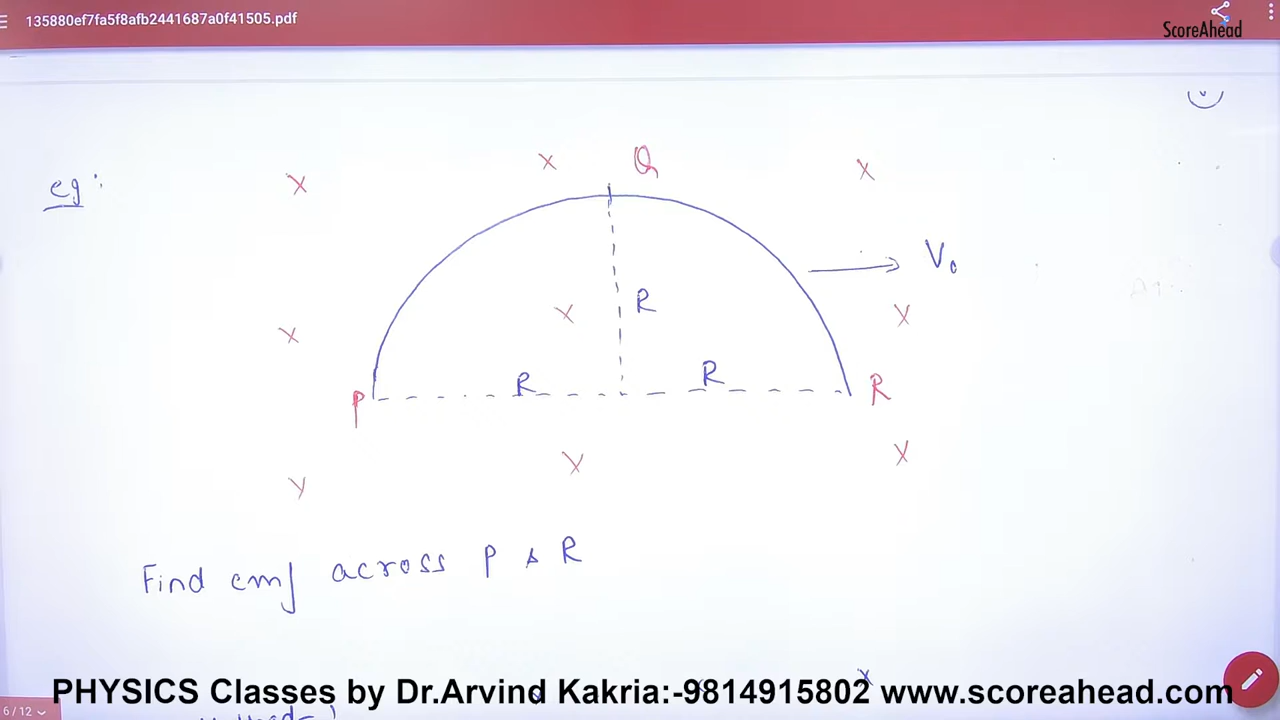 135880ef7fa5f8afb2441687a0f41505.pdf
ScoreAhead
eg:
x x Q x
V₀
R
x x x
R R
P R
x x x
Find emf across P & R
x
PHYSICS Classes by Dr.Arvind Kakria:-9814915802 www.scoreahead.com
6 / 12